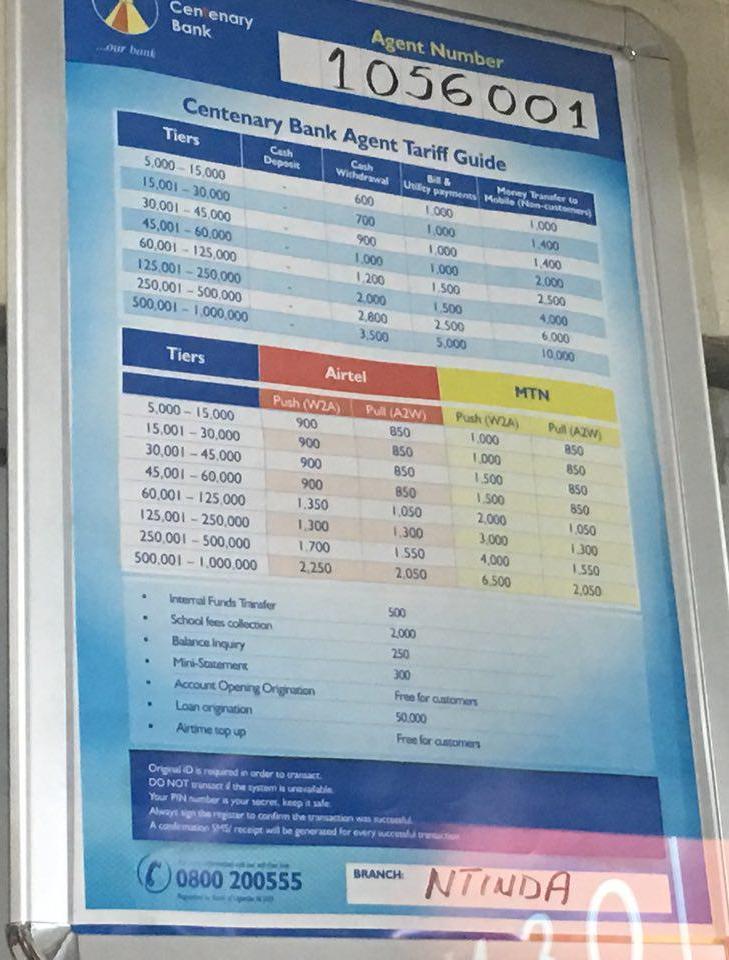 Centenary
Bank
...our bank
Agent Number
1056001
Centenary Bank Agent Tariff Guide
Tiers Cash Deposit Cash Withdrawal Bill & Utility payments Money Transfer to Mobile (Non-customers)
5,000 – 15,000 - 600 1,000 1,000
15,001 – 30,000 - 700 1,000 1,400
30,001 – 45,000 - 900 1,000 1,400
45,001 – 60,000 - 1,000 1,000 2,000
60,001 – 125,000 - 1,200 1,500 2,500
125,001 – 250,000 - 2,000 1,500 4,000
250,001 – 500,000 - 2,800 2,500 6,000
500,001 – 1,000,000 - 3,500 5,000 10,000
Tiers Airtel MTN
Push (W2A) Pull (A2W) Push (W2A) Pull (A2W)
5,000 – 15,000 900 850 1,000 850
15,001 – 30,000 900 850 1,000 850
30,001 – 45,000 900 850 1,500 850
45,001 – 60,000 900 850 1,500 850
60,001 – 125,000 1,350 1,050 2,000 1,050
125,001 – 250,000 1,300 1,300 3,000 1,300
250,001 – 500,000 1,700 1,550 4,000 1,550
500,001 – 1,000,000 2,250 2,050 6,500 2,050
• Internal Funds Transfer 500
• School fees collection 2,000
• Balance Inquiry 250
• Mini-Statement 300
• Account Opening Origination Free for customers
• Loan origination 50,000
• Airtime top up Free for customers
Original ID is required in order to transact.
DO NOT transact if the system is unavailable.
Your PIN number is your secret, keep it safe.
Always sign the register to confirm the transaction was successful.
A confirmation SMS/ receipt will be generated for every successful transaction
0800 200555
BRANCH: NTINDA